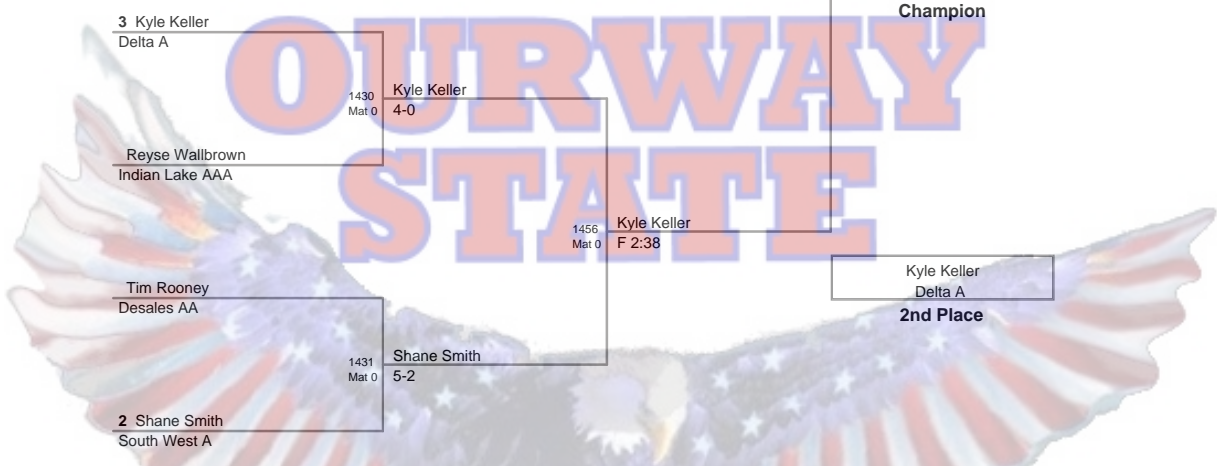 Champion
3 Kyle Keller
Delta A
OURWAY
STATE
1430
Mat 0
Kyle Keller
4-0
Reyse Wallbrown
Indian Lake AAA
1456
Mat 0
Kyle Keller
F 2:38
Kyle Keller
Delta A
2nd Place
Tim Rooney
Desales AA
1431
Mat 0
Shane Smith
5-2
2 Shane Smith
South West A